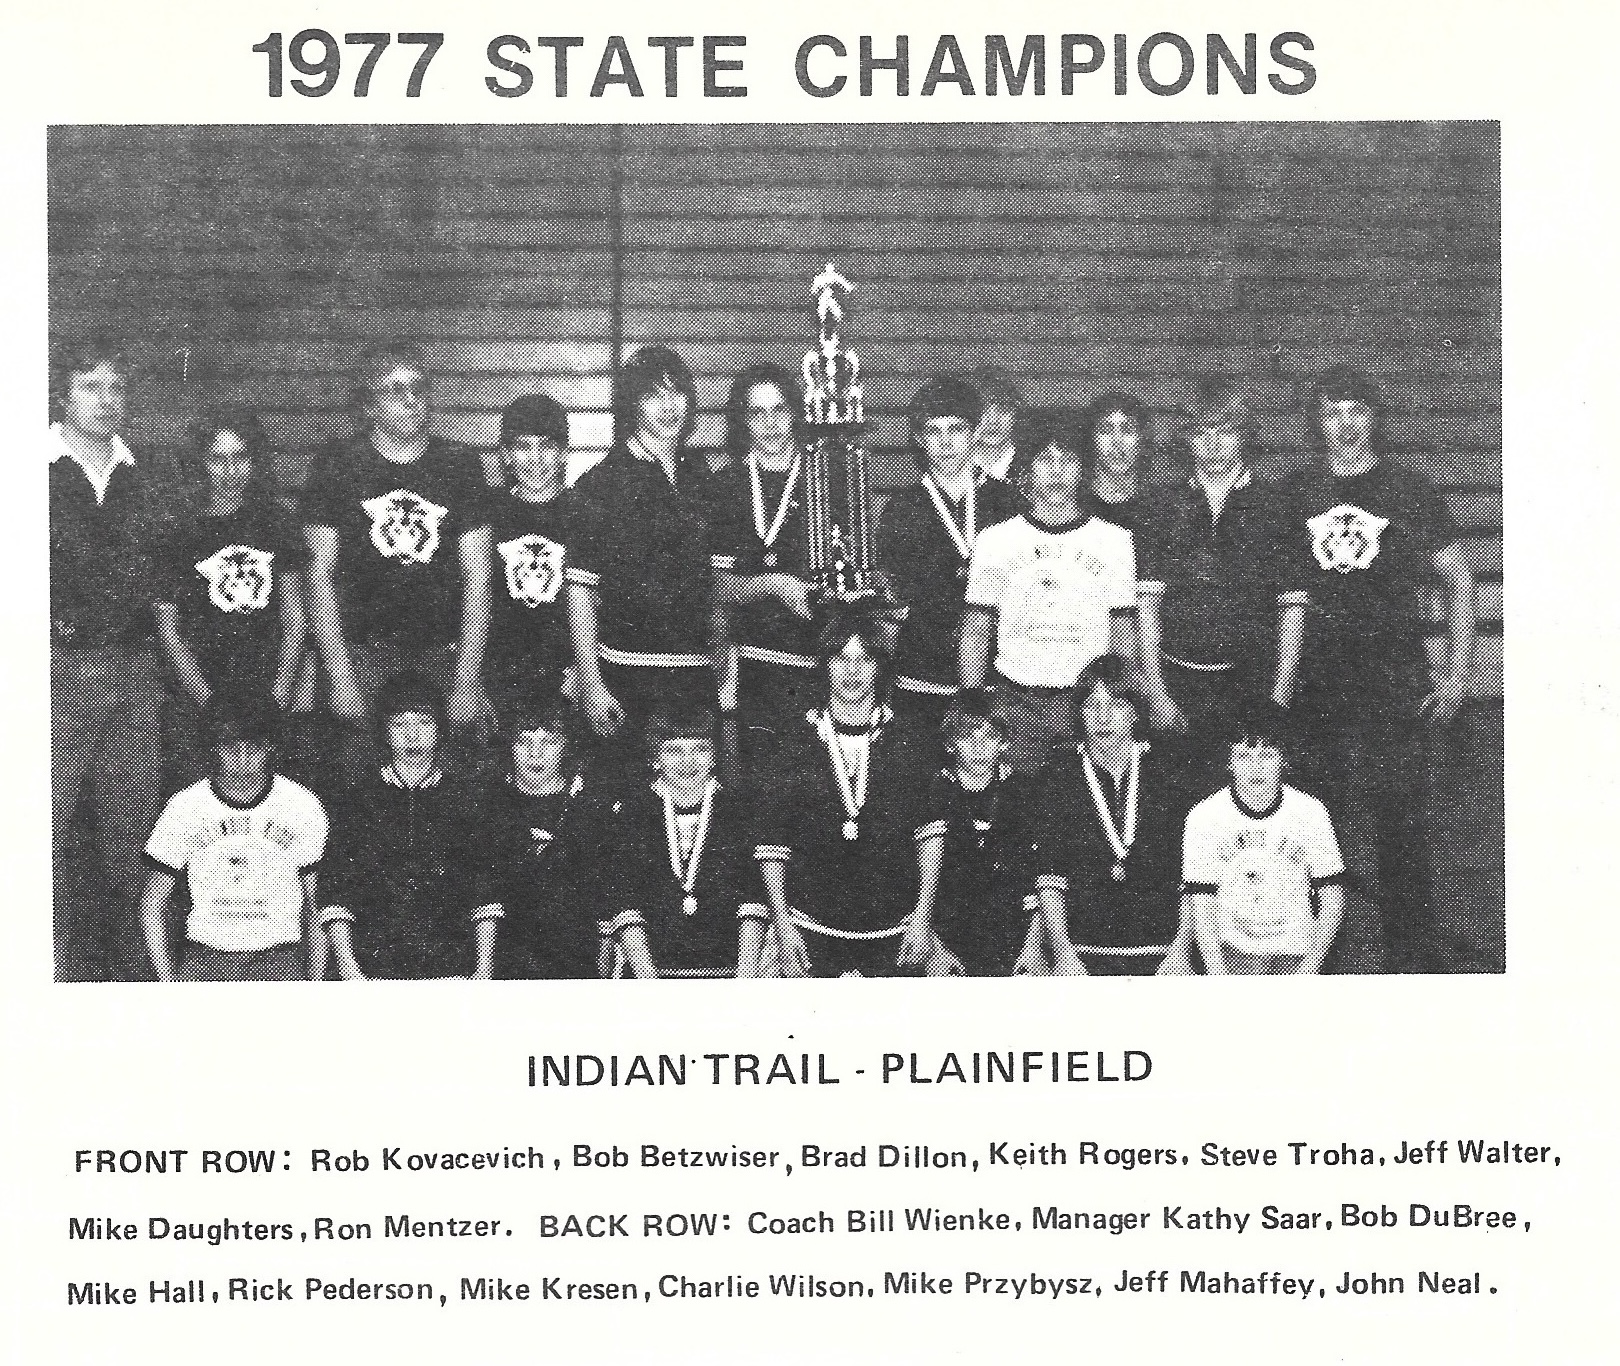 1977 STATE CHAMPIONS
INDIAN TRAIL - PLAINFIELD
FRONT ROW: Rob Kovacevich, Bob Betzwiser, Brad Dillon, Keith Rogers. Steve Troha, Jeff Walter,
Mike Daughters, Ron Mentzer. BACK ROW: Coach Bill Wienke, Manager Kathy Saar, Bob DuBree,
Mike Hall, Rick Pederson, Mike Kresen, Charlie Wilson, Mike Przybysz, Jeff Mahaffey, John Neal.